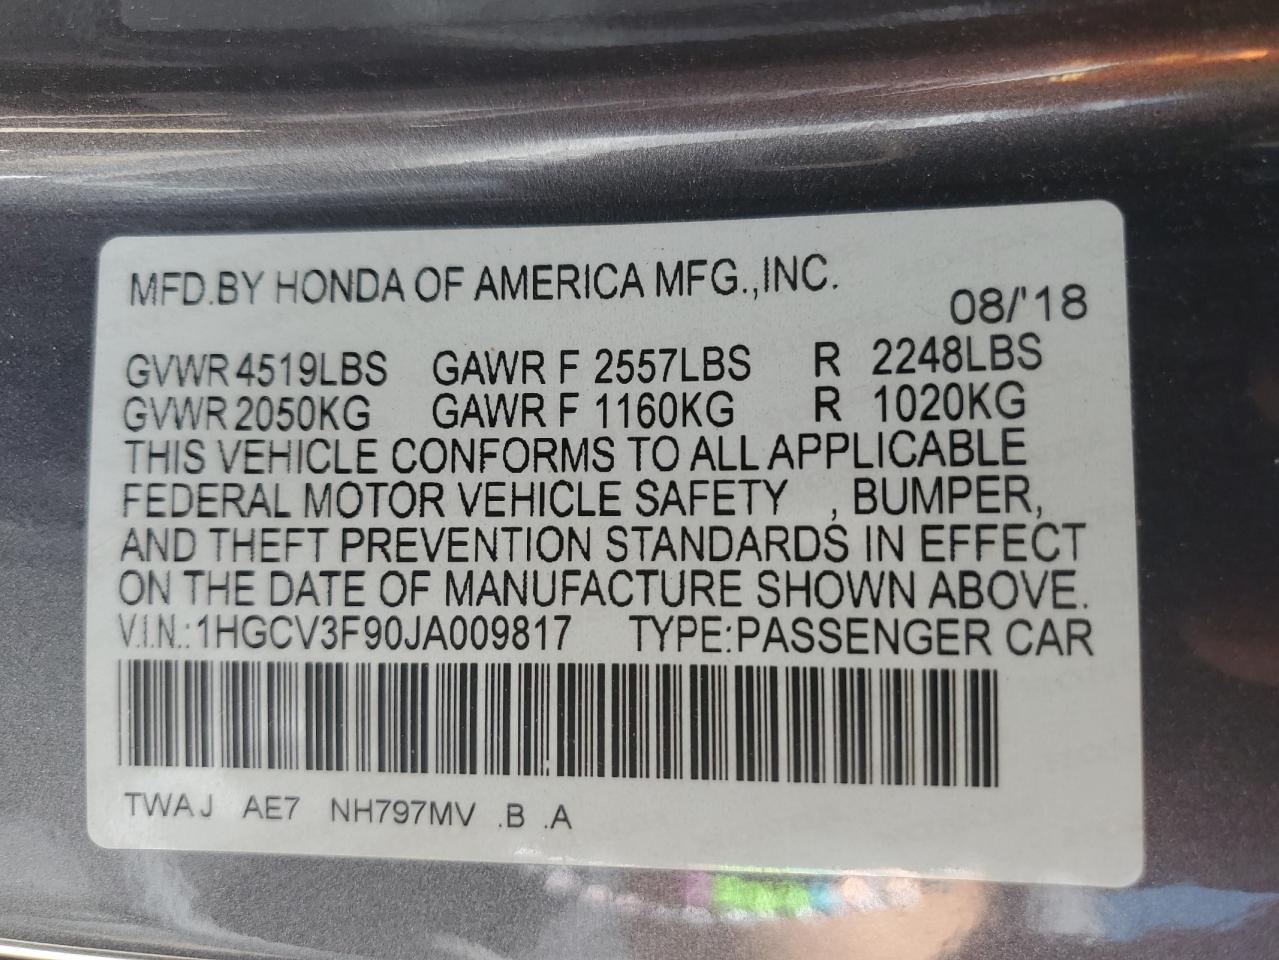 MFD.BY HONDA OF AMERICA MFG.,INC.
08/'18
GVWR 4519LBS GAWR F 2557LBS R 2248LBS
GVWR 2050KG GAWR F 1160KG R 1020KG
THIS VEHICLE CONFORMS TO ALL APPLICABLE
FEDERAL MOTOR VEHICLE SAFETY , BUMPER,
AND THEFT PREVENTION STANDARDS IN EFFECT
ON THE DATE OF MANUFACTURE SHOWN ABOVE.
V.I.N.:1HGCV3F90JA009817 TYPE:PASSENGER CAR
TWAJ AE7 NH797MV .B .A